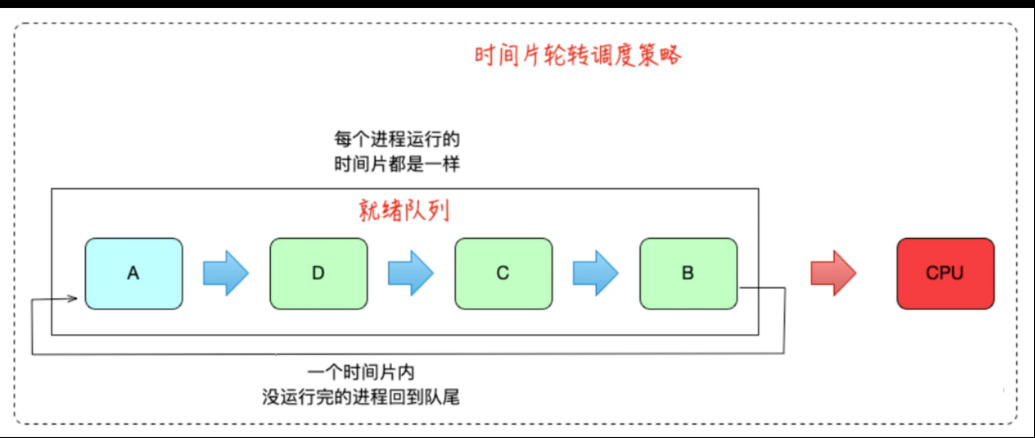 时间片轮转调度策略
每个进程运行的
时间片都是一样
就绪队列
A
D
C
B
CPU
一个时间片内
没运行完的进程回到队尾